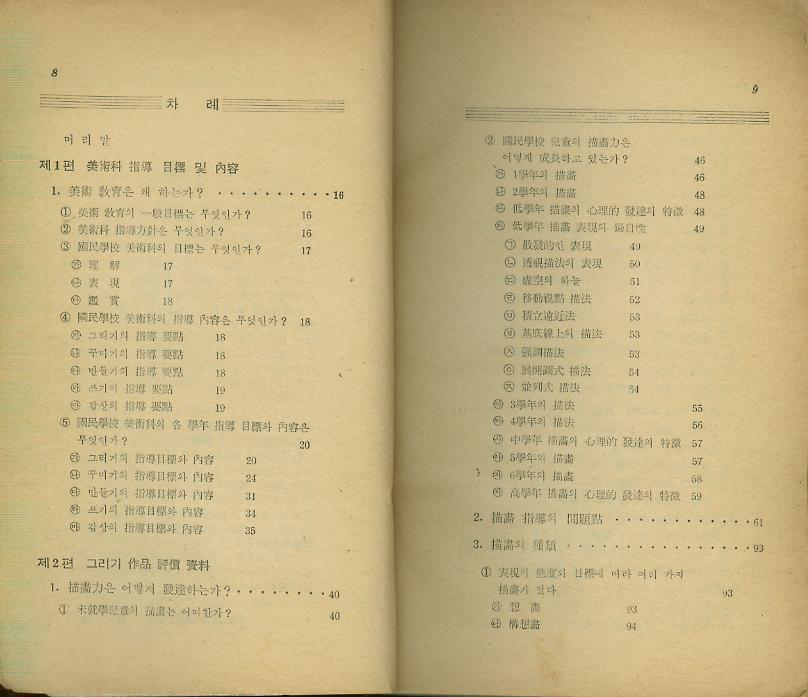 8
차 례
머 리 말
제1편 美術科 指導 目標 및 內容
1. 美術 敎育은 왜 하는가? · · · · · · · · · · 16
① 美術 敎育의 一般目標는 무엇인가? 16
② 美術科 指導方針은 무엇인가? 16
③ 國民學校 美術科의 目標는 무엇인가? 17
㉮ 理 解 17
㉯ 表 現 17
㉰ 鑑 賞 18
④ 國民學校 美術科의 指導 內容은 무엇인가? 18
㉮ 그리기의 指導 要點 18
㉯ 꾸미기의 指導 要點 18
㉰ 만들기의 指導 要點 18
㉱ 쓰기의 指導 要點 19
㉲ 감상의 指導 要點 19
⑤ 國民學校 美術科의 各 學年 指導 目標와 內容은
무엇인가? 20
㉮ 그리기의 指導目標와 內容 20
㉯ 꾸미기의 指導目標와 內容 24
㉰ 만들기의 指導目標와 內容 31
㉱ 쓰기의 指導目標와 內容 34
㉲ 감상의 指導目標와 內容 35
제2편 그리기 作品 評價 資料
1. 描畵力은 어떻게 發達하는가? · · · · · · · · 40
① 未就學兒童의 描畵는 어떠한가? 40
9
② 國民學校 兒童의 描畵力은
어떻게 成長하고 있는가? 46
㉮ 1學年의 描畵 46
㉯ 2學年의 描畵 48
㉰ 低學年 描畵의 心理的 發達의 特徵 48
㉱ 低學年 描畵 表現의 獨自性 49
㉠ 散發的인 表現 49
㉡ 透視描法의 表現 50
㉢ 虛空의 하늘 51
㉣ 移動視點 描法 52
㉤ 積立遠近法 53
㉥ 基底線上의 描法 53
㉦ 强調描法 53
㉧ 展開圖式 描法 54
㉨ 並列式 描法 54
㉲ 3學年의 描法 55
㉳ 4學年의 描法 56
㉴ 中學年 描畵의 心理的 發達의 特徵 57
㉵ 5學年의 描畵 57
㉶ 6學年의 描畵 58
㉷ 高學年 描畵의 心理的 發達의 特徵 59
2. 描畵 指導의 問題點 · · · · · · · · · · · · 61
3. 描畵의 種類 · · · · · · · · · · · · · · · · 93
① 表現의 態度와 目標에 따라 여러 가지
描畵가 있다 93
㉮ 想 畵 93
㉯ 構想畵 94